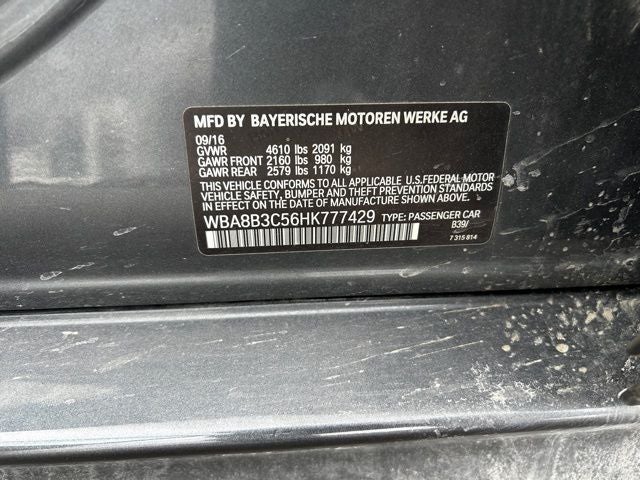 MFD BY BAYERISCHE MOTOREN WERKE AG
09/16
GVWR 4610 lbs 2091 kg
GAWR FRONT 2160 lbs 980 kg
GAWR REAR 2579 lbs 1170 kg
THIS VEHICLE CONFORMS TO ALL APPLICABLE U.S.FEDERAL MOTOR
VEHICLE SAFETY, BUMPER AND THEFT PREVENTION STANDARDS
IN EFFECT ON THE DATE OF MANUFACTURE SHOWN ABOVE.
WBA8B3C56HK777429 TYPE: PASSENGER CAR
B39/
7 315 814